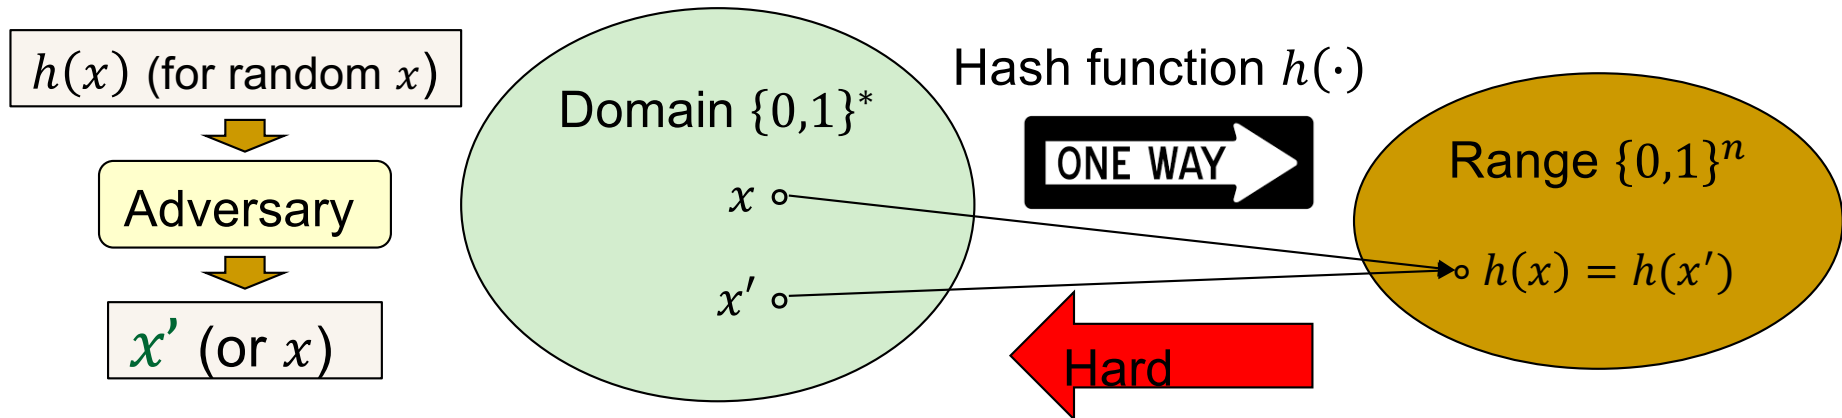 h(x) (for random x)
Adversary
x’ (or x)
Domain {0,1}*
x
x′
Hash function h(·)
ONE WAY
Hard
Range {0,1}ⁿ
h(x) = h(x′)